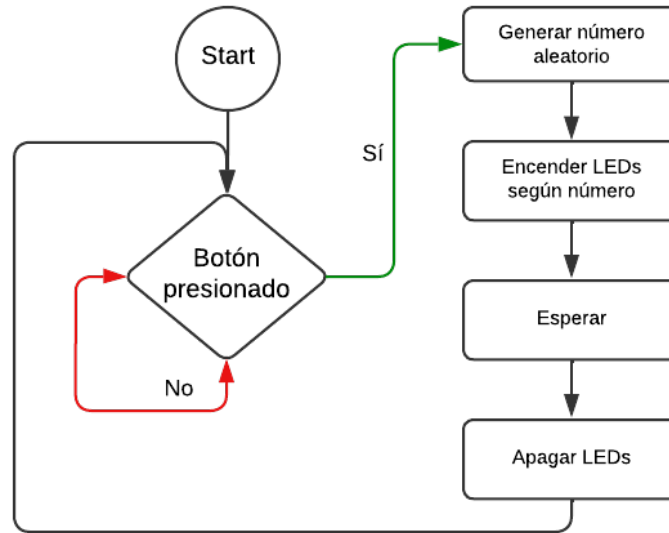 Start
Generar número
aleatorio
Sí
Encender LEDs
según número
Botón
presionado
Esperar
No
Apagar LEDs